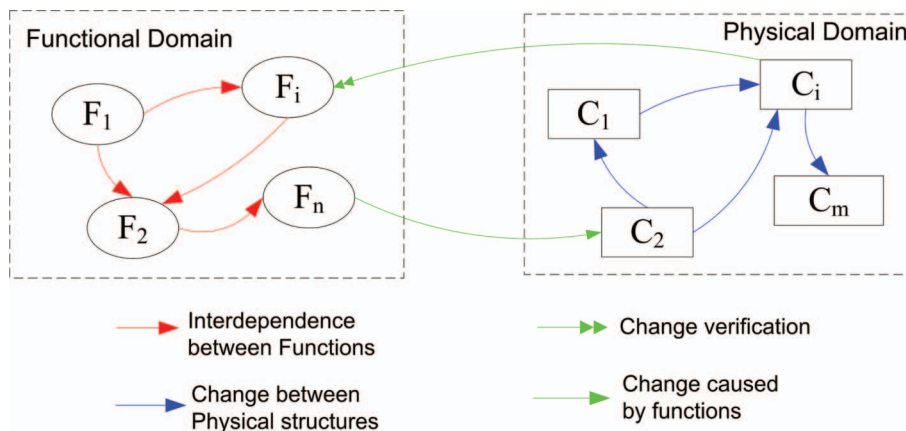 Functional Domain
Physical Domain
F1
Fi
F2
Fn
C1
Ci
C2
Cm
Interdependence
between Functions
Change between
Physical structures
Change verification
Change caused
by functions